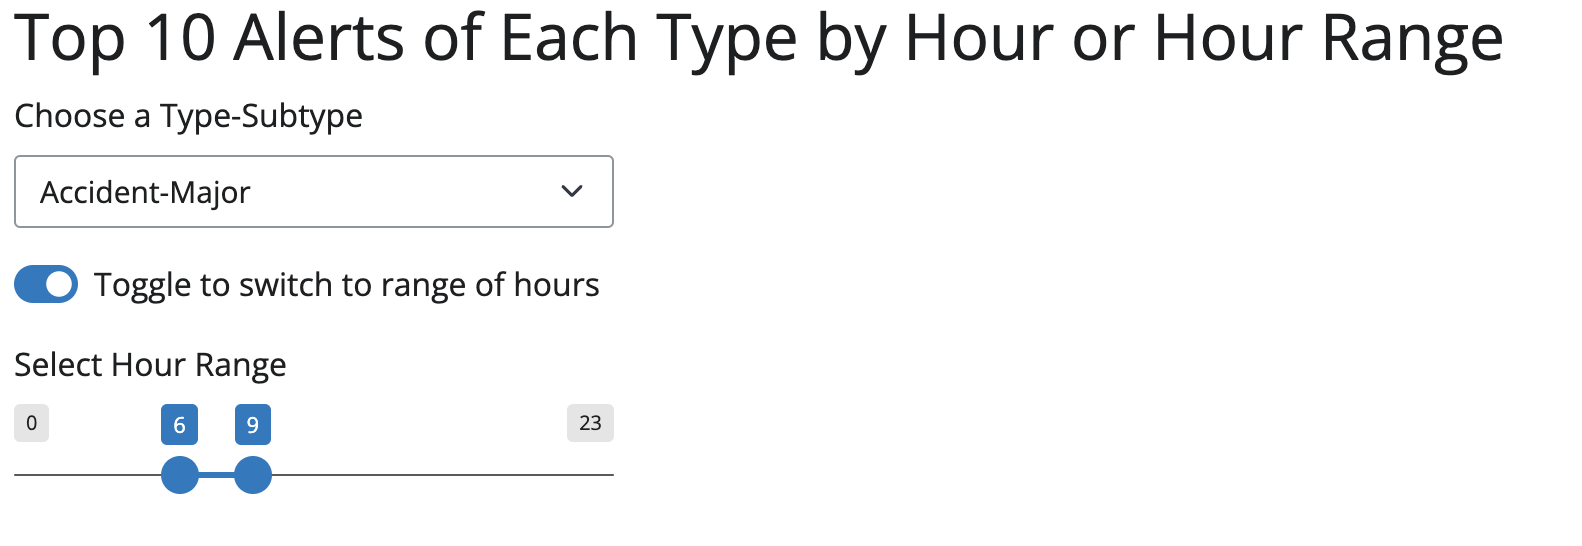 Top 10 Alerts of Each Type by Hour or Hour Range
Choose a Type-Subtype
Accident-Major
Toggle to switch to range of hours
Select Hour Range
0 6 9 23